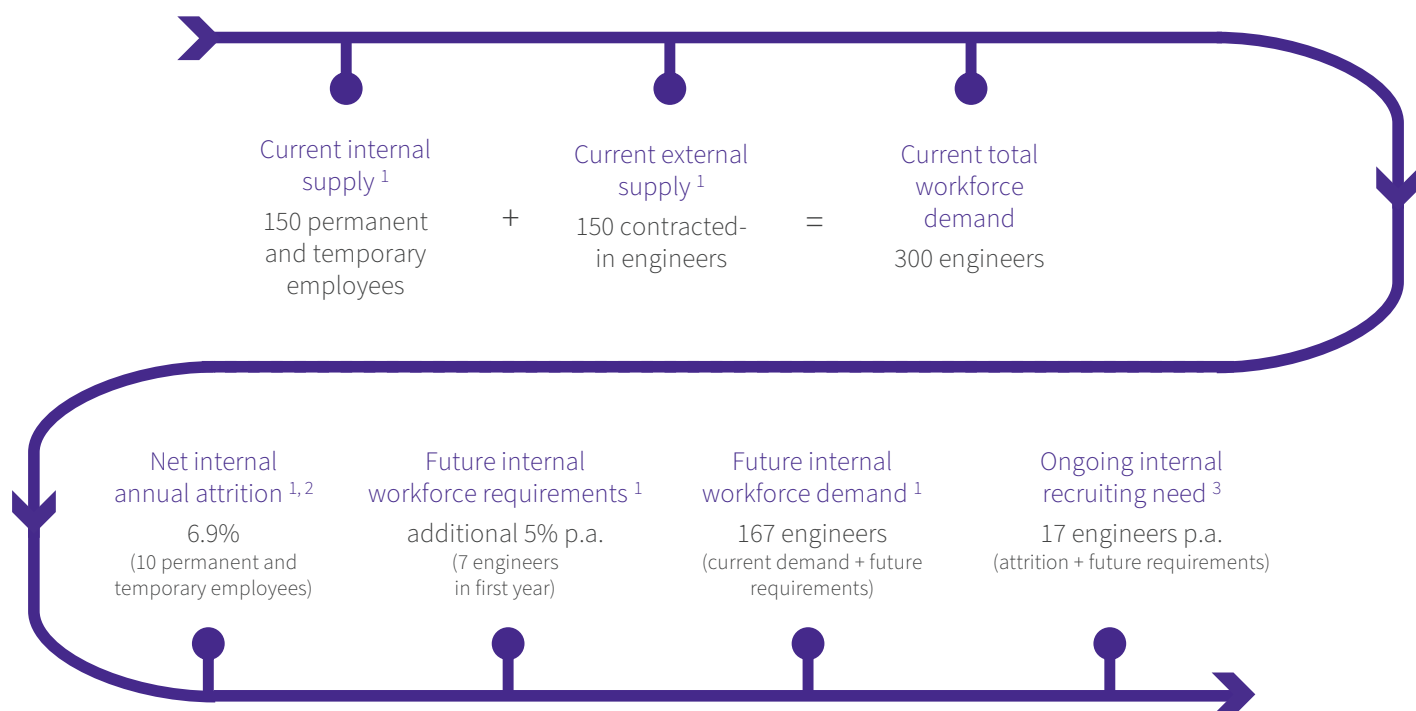 Current internal
supply 1
150 permanent
and temporary
employees
+
Current external
supply 1
150 contracted-
in engineers
=
Current total
workforce
demand
300 engineers
Net internal
annual attrition 1, 2
6.9%
(10 permanent and
temporary employees)
Future internal
workforce requirements 1
additional 5% p.a.
(7 engineers
in first year)
Future internal
workforce demand 1
167 engineers
(current demand + future
requirements)
Ongoing internal
recruiting need 3
17 engineers p.a.
(attrition + future requirements)